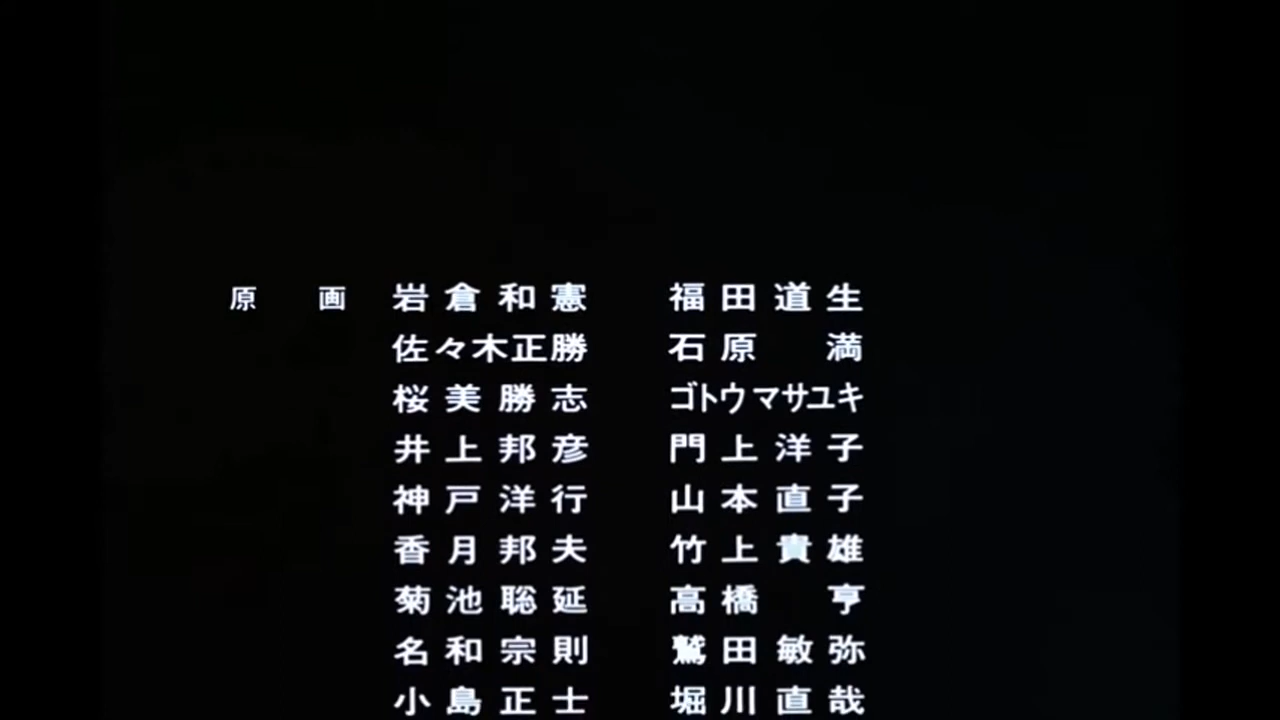 原画 岩倉和憲 福田道生
佐々木正勝 石原満
桜美勝志 ゴトウマサユキ
井上邦彦 門上洋子
神戸洋行 山本直子
香月邦夫 竹上貴雄
菊池聡延 高橋亨
名和宗則 鷲田敏弥
小島正士 堀川直哉